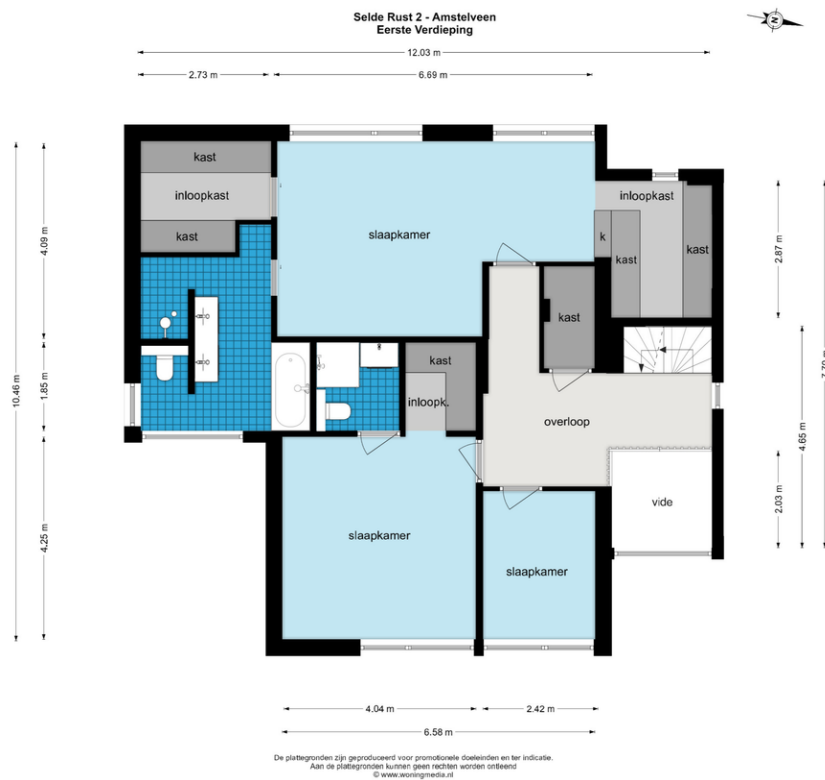 Selde Rust 2 - Amstelveen
Eerste Verdieping
N
12.03 m
2.73 m
6.69 m
kast
inloopkast
kast
slaapkamer
inloopkast
k
kast
kast
kast
4.09 m
2.87 m
10.46 m
1.85 m
kast
inloopk.
overloop
4.65 m
7.79 m
4.25 m
2.03 m
vide
slaapkamer
slaapkamer
4.04 m
2.42 m
6.58 m
De plattegronden zijn geproduceerd voor promotionele doeleinden en ter indicatie.
Aan de plattegronden kunnen geen rechten worden ontleend
© www.woningmedia.nl